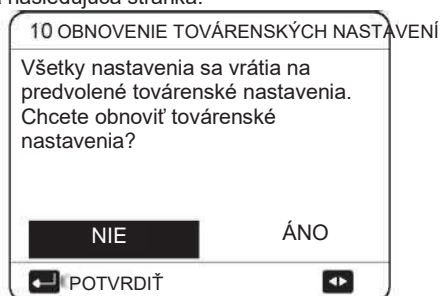 následujúca stránka.
10 OBNOVENIE TOVÁRENSKÝCH NASTAVENÍ
Všetky nastavenia sa vrátia na
predvolené továrenské nastavenia.
Chcete obnoviť továrenské
nastavenia?
NIE ÁNO
POTVRDIŤ